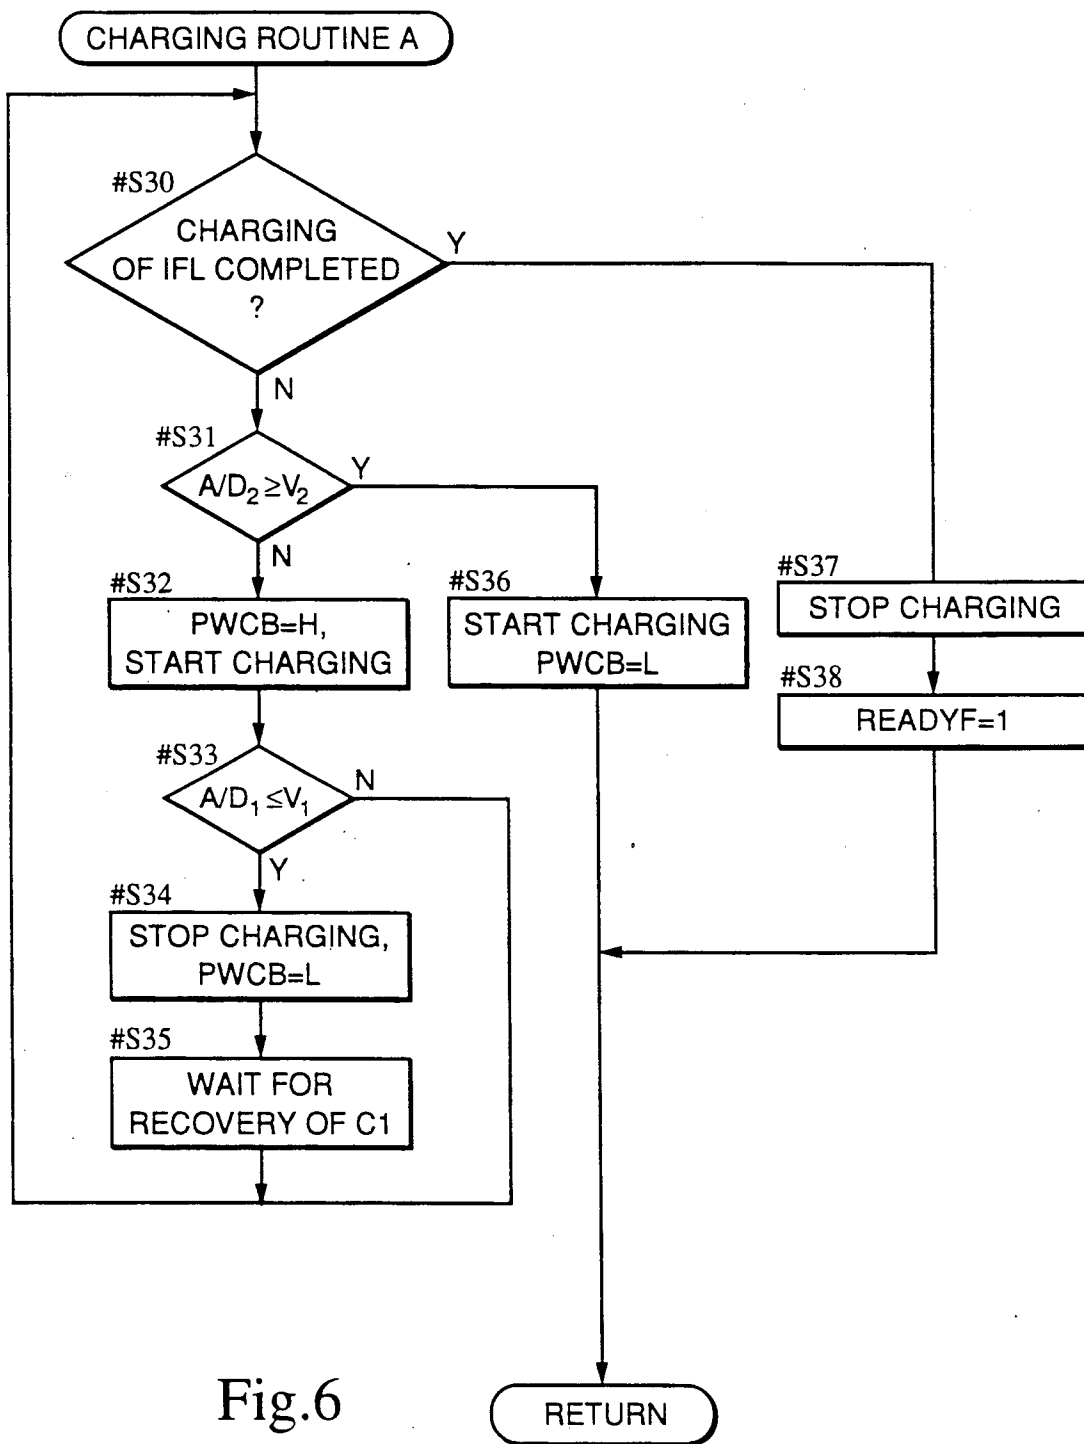 CHARGING ROUTINE A
#S30
CHARGING
OF IFL COMPLETED
?
Y
N
#S31
A/D₂ ≥V₂
Y
N
#S32
PWCB=H,
START CHARGING
#S36
START CHARGING
PWCB=L
#S37
STOP CHARGING
#S38
READYF=1
#S33
A/D₁ ≤V₁
N
Y
#S34
STOP CHARGING,
PWCB=L
#S35
WAIT FOR
RECOVERY OF C1
Fig.6
RETURN